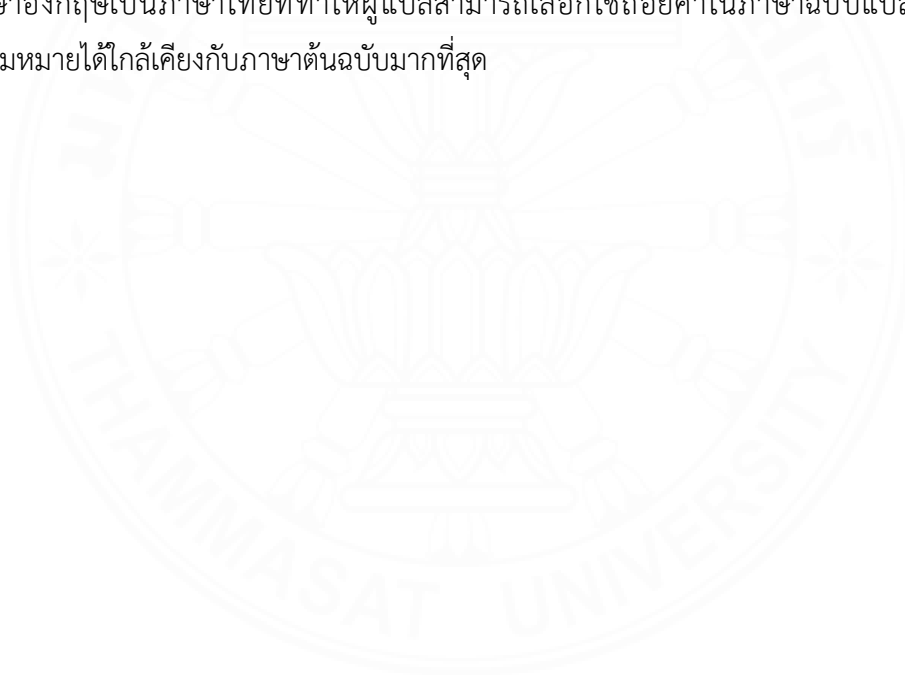 ษาอังกฤษเป็นภาษาไทยที่ทำให้ผู้แปลสามารถเลือกใช้ถ้อยคำในภาษาฉบับแปล
มหมายได้ใกล้เคียงกับภาษาต้นฉบับมากที่สุด
THAMMASAT UNIVERSITY